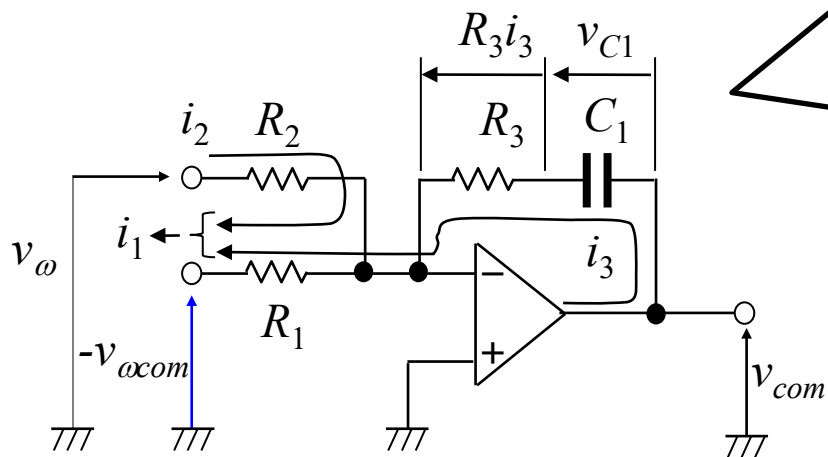 R3i3 vC1
i2 R2 R3 C1
vω i1 i3
R1
-vωcom
− +
vcom